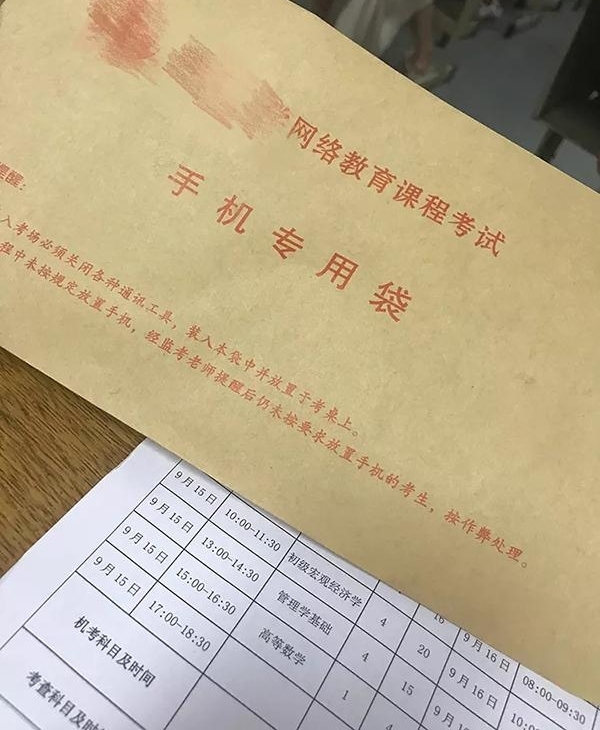 网络教育课程考试
手机专用袋
提醒:
入考场必须关闭各种通讯工具，装入本袋中并放置于考桌上。
程中未按规定放置手机，经监考老师提醒后仍未按要求放置手机的考生，按作弊处理。
9月15日 10:00-11:30 初级宏观经济学 4 16 9月16日 08:00-09:30
9月15日 13:00-14:30 管理学基础 4 20 9月16日 10:
9月15日 15:00-16:30 高等数学 1 15 9月
9月15日 17:00-18:30
机考科目及时间
考查科目及时